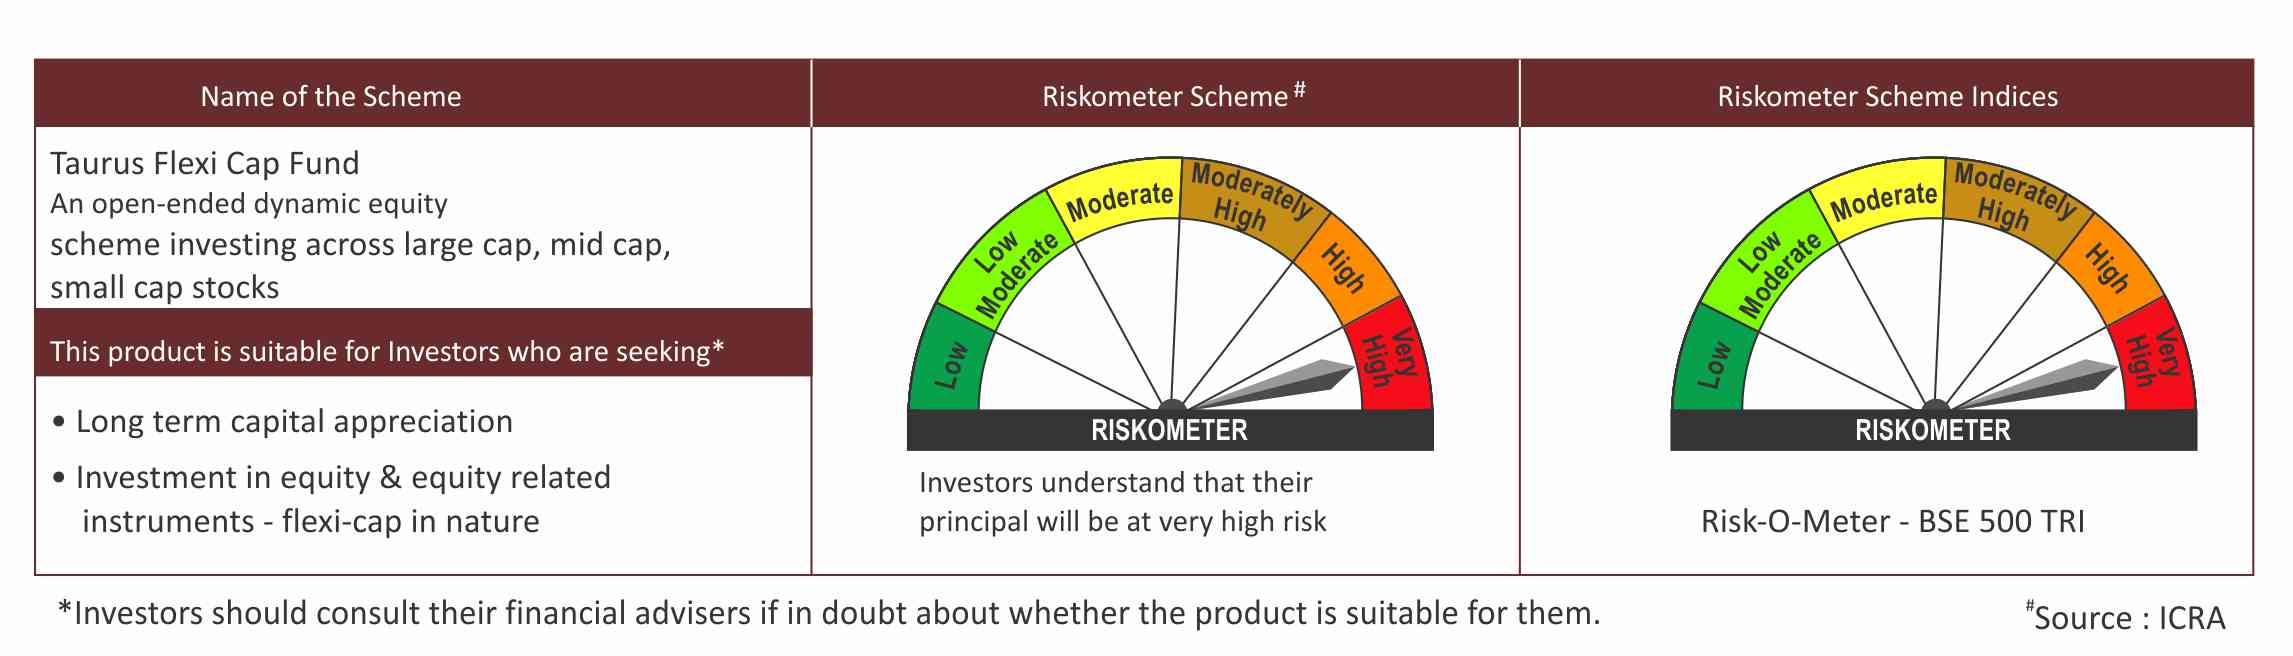 Name of the Scheme
Riskometer Scheme #
Riskometer Scheme Indices
Taurus Flexi Cap Fund
An open-ended dynamic equity
scheme investing across large cap, mid cap,
small cap stocks
This product is suitable for Investors who are seeking*
• Long term capital appreciation
• Investment in equity & equity related
instruments - flexi-cap in nature
Low
Low
Moderate
Moderate
Moderately
High
High
Very
High
RISKOMETER
Investors understand that their
principal will be at very high risk
Low
Low
Moderate
Moderate
Moderately
High
High
Very
High
RISKOMETER
Risk-O-Meter - BSE 500 TRI
*Investors should consult their financial advisers if in doubt about whether the product is suitable for them.
#Source : ICRA